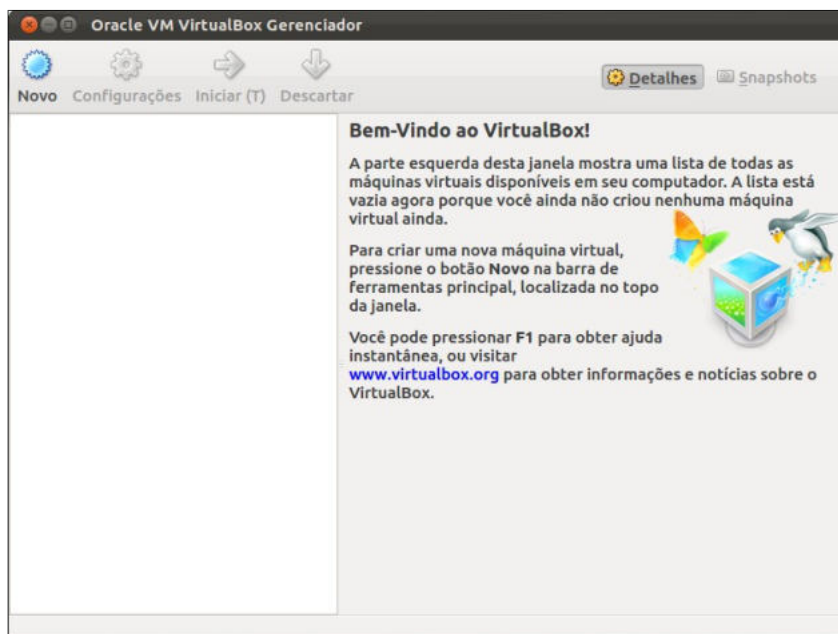 Oracle VM VirtualBox Gerenciador
Novo Configurações Iniciar (T) Descartar
Detalhes Snapshots
Bem-Vindo ao VirtualBox!
A parte esquerda desta janela mostra uma lista de todas as
máquinas virtuais disponíveis em seu computador. A lista está
vazia agora porque você ainda não criou nenhuma máquina
virtual ainda.
Para criar uma nova máquina virtual,
pressione o botão Novo na barra de
ferramentas principal, localizada no topo
da janela.
Você pode pressionar F1 para obter ajuda
instantânea, ou visitar
www.virtualbox.org para obter informações e notícias sobre o
VirtualBox.